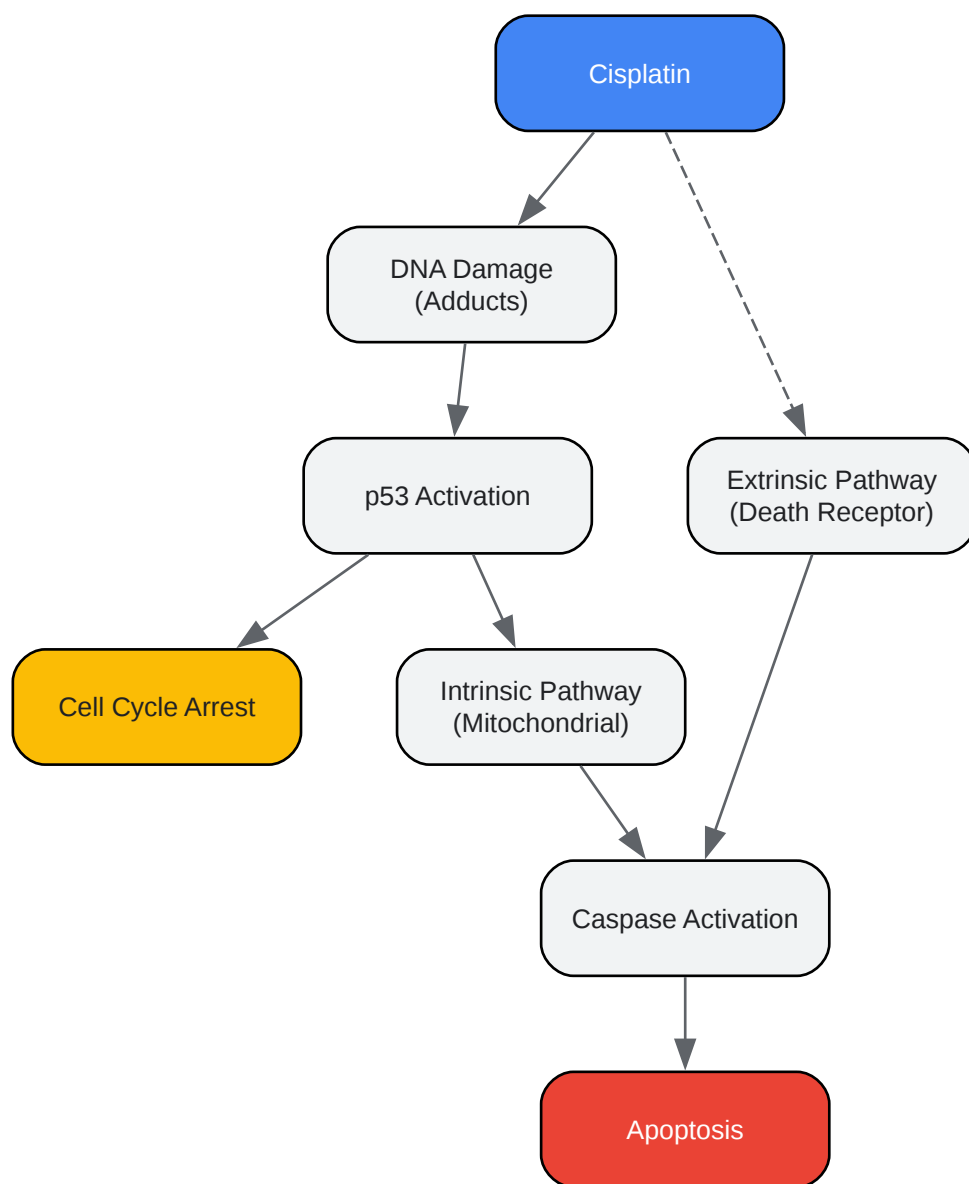 Cisplatin
DNA Damage
(Adducts)
p53 Activation
Extrinsic Pathway
(Death Receptor)
Cell Cycle Arrest
Intrinsic Pathway
(Mitochondrial)
Caspase Activation
Apoptosis